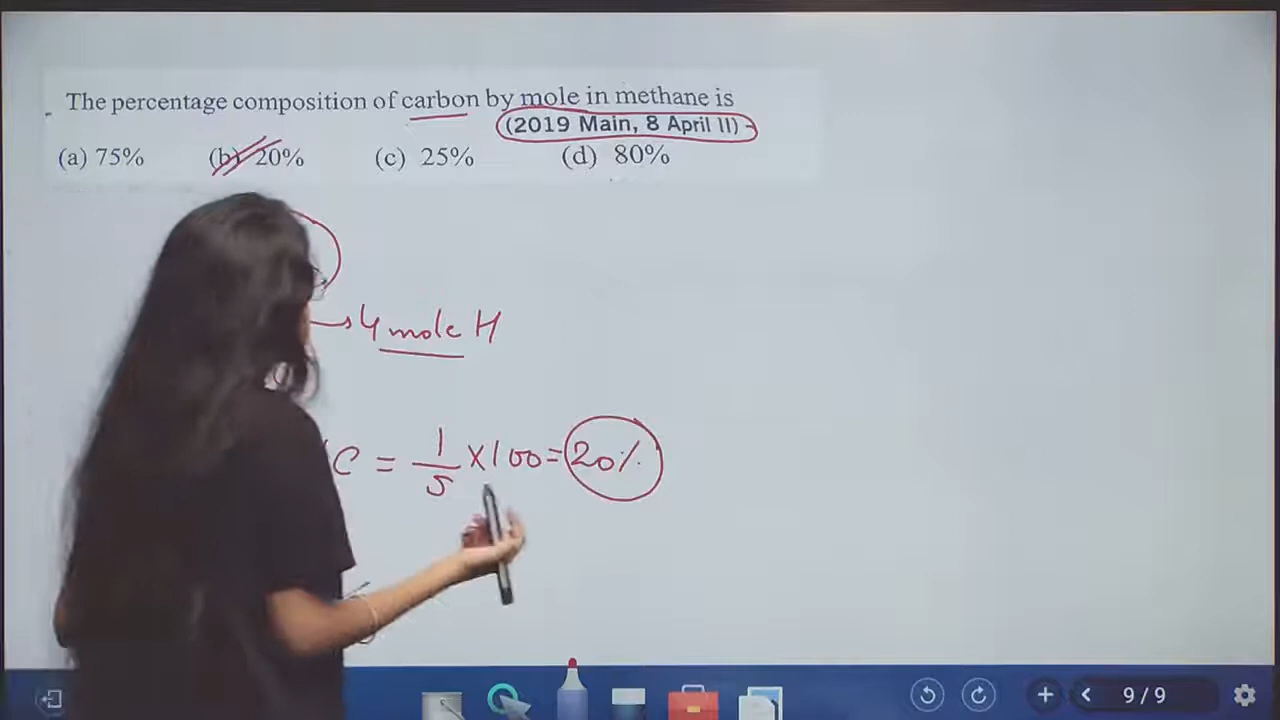 The percentage composition of carbon by mole in methane is
(2019 Main, 8 April II)
(a) 75% (b) 20% (c) 25% (d) 80%
→ 4 mole H
C = 1/5 × 100 = 20%
9/9